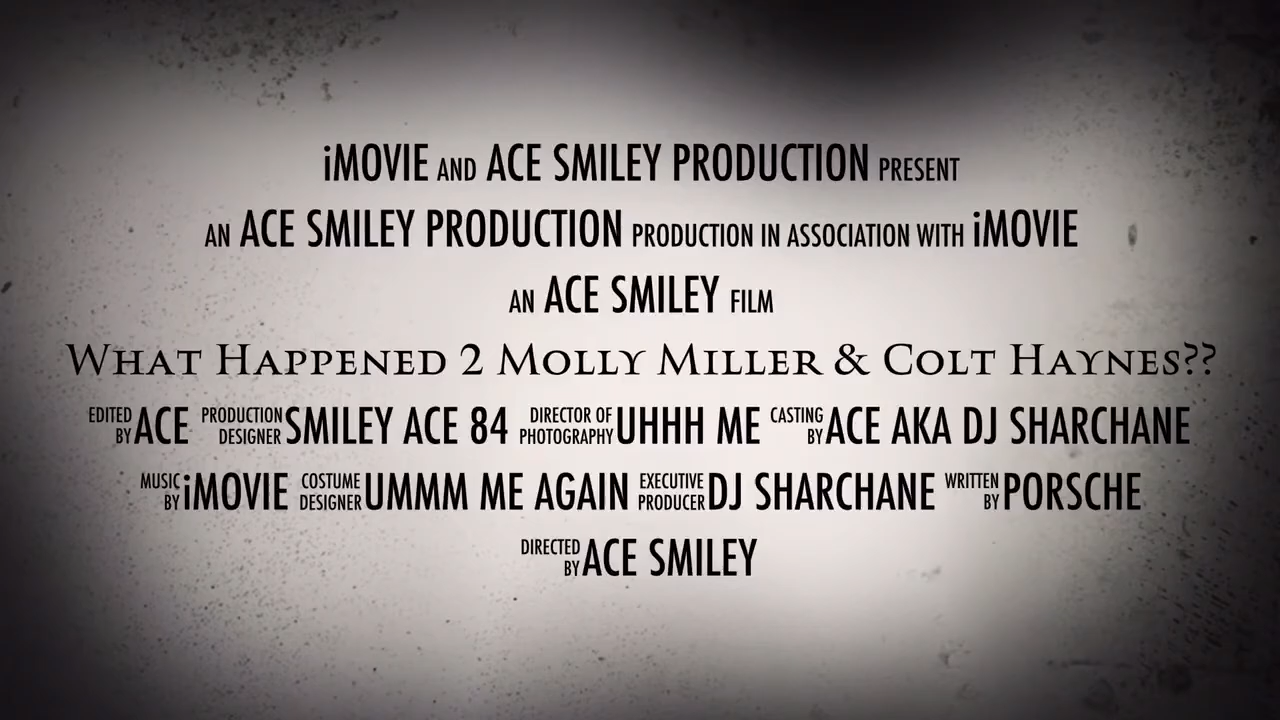 iMOVIE AND ACE SMILEY PRODUCTION PRESENT
AN ACE SMILEY PRODUCTION PRODUCTION IN ASSOCIATION WITH iMOVIE
AN ACE SMILEY FILM
WHAT HAPPENED 2 MOLLY MILLER & COLT HAYNES??
EDITED BY ACE PRODUCTION DESIGNER SMILEY ACE 84 DIRECTOR OF PHOTOGRAPHY UHHH ME CASTING BY ACE AKA DJ SHARCHANE
MUSIC BY iMOVIE COSTUME DESIGNER UMMM ME AGAIN EXECUTIVE PRODUCER DJ SHARCHANE WRITTEN BY PORSCHE
DIRECTED BY ACE SMILEY